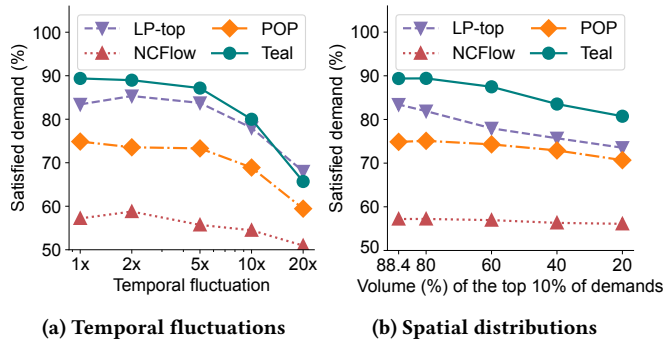 LP-top POP
NCFlow Teal
Satisfied demand (%)
100
90
80
70
60
50
1x 2x 5x 10x 20x
Temporal fluctuation
(a) Temporal fluctuations
LP-top POP
NCFlow Teal
Satisfied demand (%)
100
90
80
70
60
50
88.4 80 60 40 20
Volume (%) of the top 10% of demands
(b) Spatial distributions